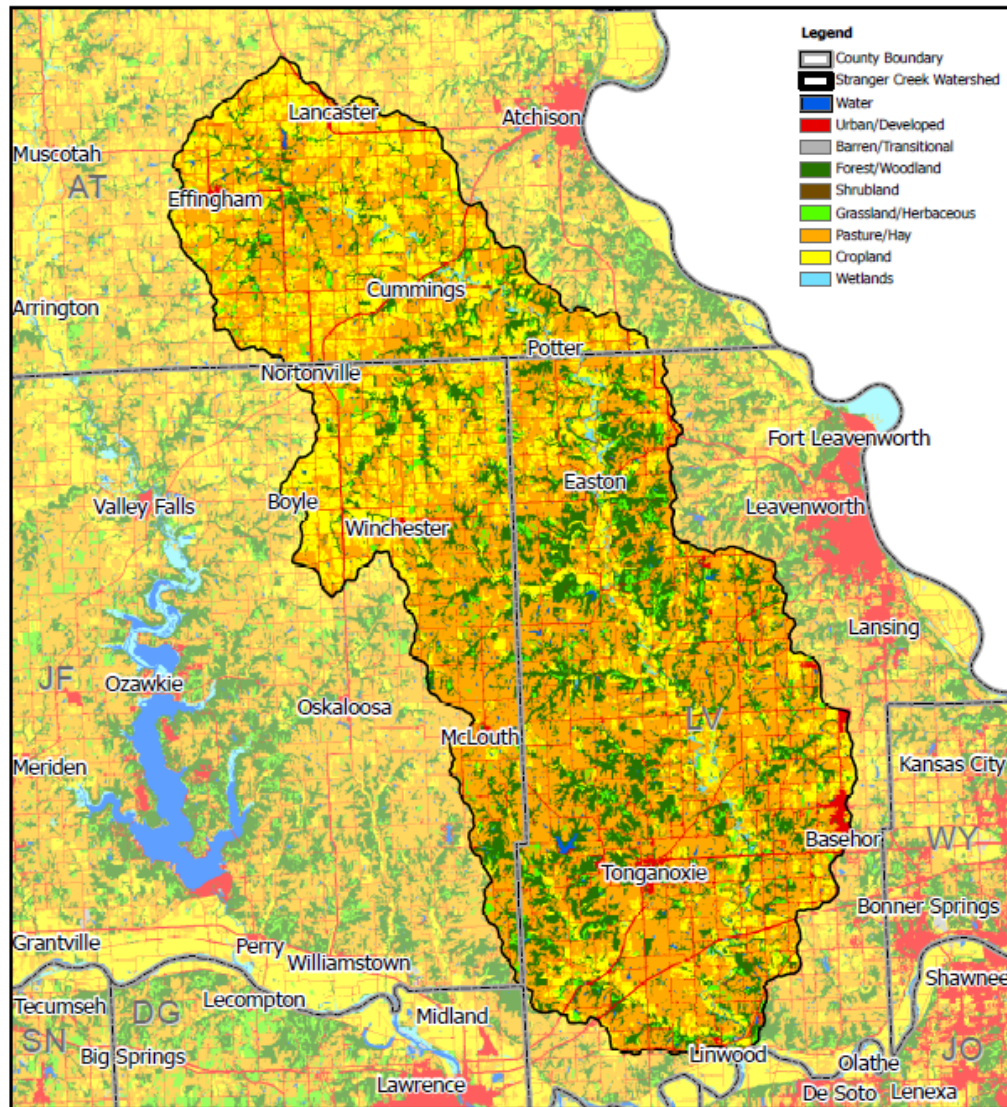 Legend
County Boundary
Stranger Creek Watershed
Water
Urban/Developed
Barren/Transitional
Forest/Woodland
Shrubland
Grassland/Herbaceous
Pasture/Hay
Cropland
Wetlands
Lancaster
Atchison
Muscotah
AT
Effingham
Cummings
Arrington
Potter
Nortonville
Fort Leavenworth
Easton
Valley Falls
Boyle
Leavenworth
Winchester
Lansing
JF
Ozawkie
Oskaloosa
LV
McLouth
Meriden
Kansas City
Basehor
WY
Tonganoxie
Bonner Springs
Grantville
Perry
Williamstown
Shawnee
Tecumseh
DG
Lecompton
Midland
SN
Big Springs
Linwood
Olathe
JO
Lawrence
De Soto
Lenexa